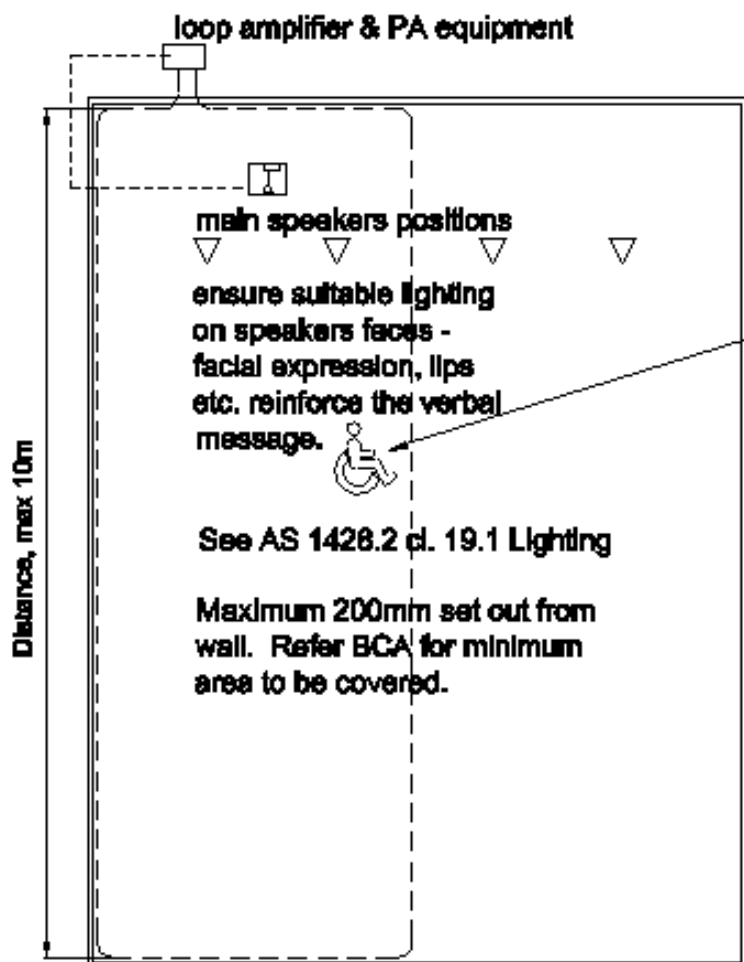 loop amplifier & PA equipment
main speakers positions
ensure suitable lighting
on speakers faces -
facial expression, lips
etc. reinforce the verbal
message.
Distance, max 10m
See AS 1428.2 cl. 19.1 Lighting
Maximum 200mm set out from
wall. Refer BCA for minimum
area to be covered.